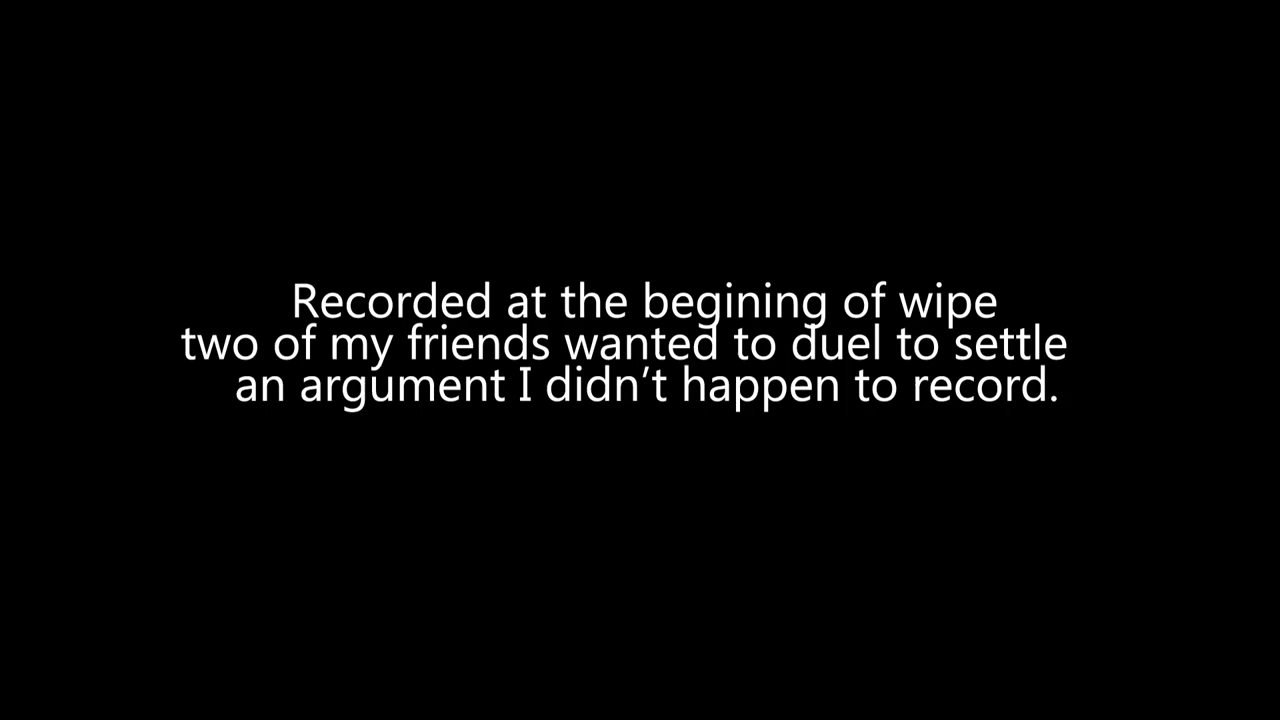 Recorded at the begining of wipe
two of my friends wanted to duel to settle
an argument I didn’t happen to record.